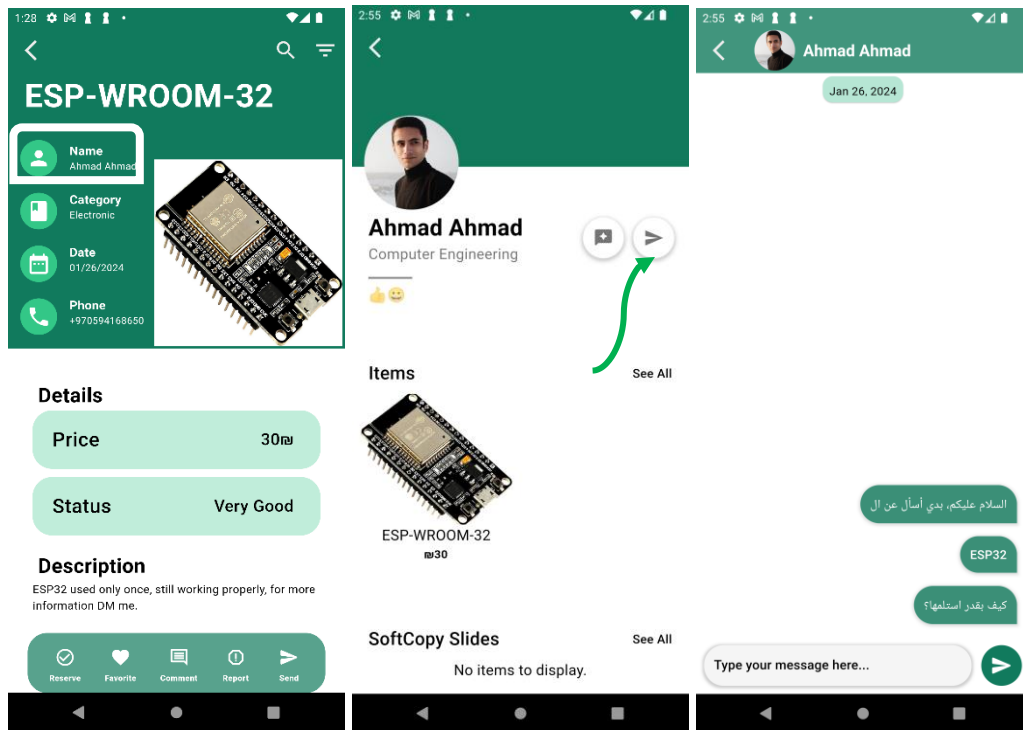 1:28
ESP-WROOM-32
Name
Ahmad Ahmad
Category
Electronic
Date
01/26/2024
Phone
+970594168650
Details
Price 30₪
Status Very Good
Description
ESP32 used only once, still working properly, for more
information DM me.
Reserve Favorite Comment Report Send
2:55
Ahmad Ahmad
Computer Engineering
Items See All
ESP-WROOM-32
₪30
SoftCopy Slides See All
No items to display.
2:55
Ahmad Ahmad
Jan 26, 2024
السلام عليكم، بدي أسأل عن ال
ESP32
كيف بقدر استلمها؟
Type your message here...